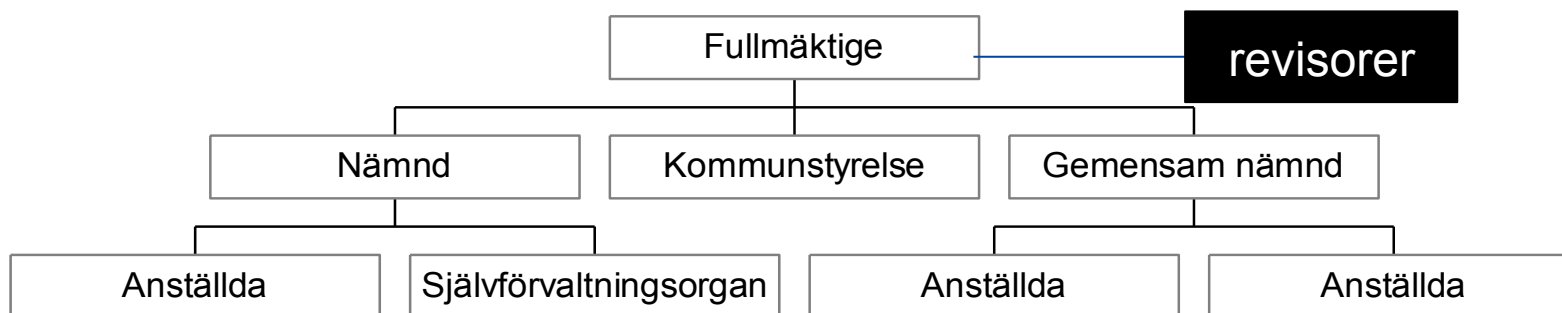 Fullmäktige
revisorer
Nämnd
Kommunstyrelse
Gemensam nämnd
Anställda
Självförvaltningsorgan
Anställda
Anställda